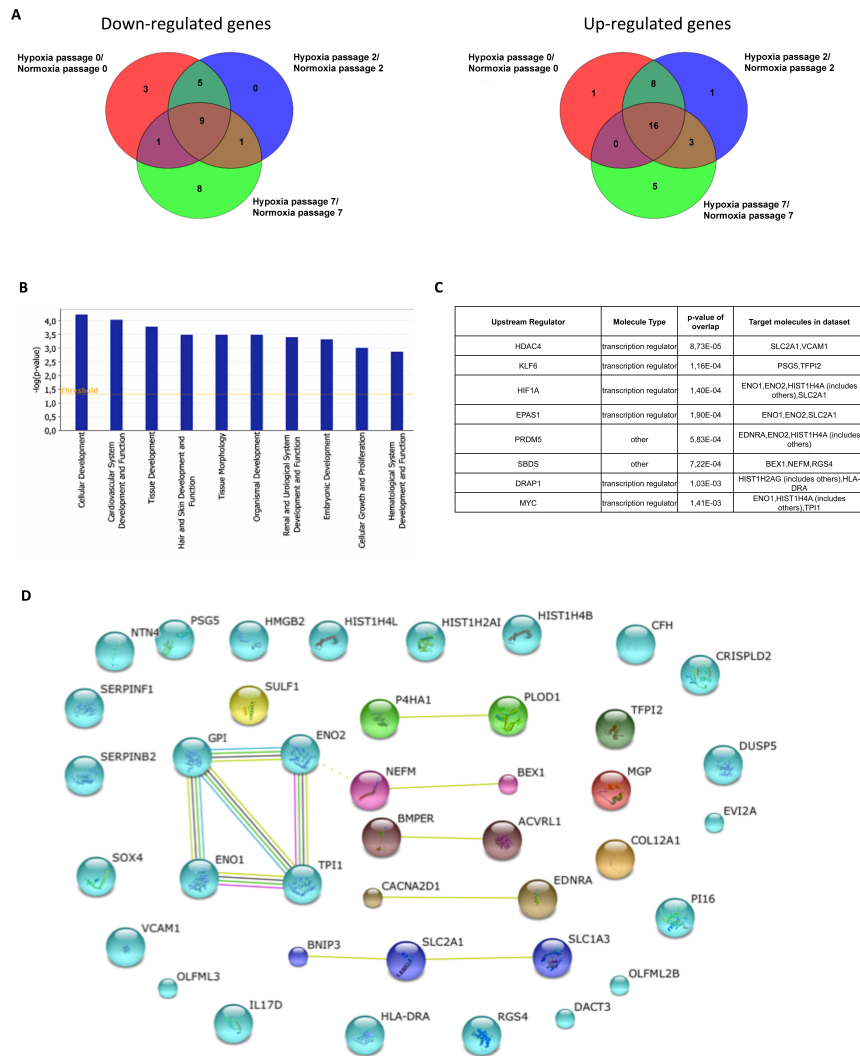 A
Down-regulated genes
Hypoxia passage 0/
Normoxia passage 0
Hypoxia passage 2/
Normoxia passage 2
3
5
0
9
1
1
8
Hypoxia passage 7/
Normoxia passage 7
Up-regulated genes
Hypoxia passage 0/
Normoxia passage 0
Hypoxia passage 2/
Normoxia passage 2
1
8
1
16
0
3
5
Hypoxia passage 7/
Normoxia passage 7
B
-log(p-value)
4,0
3,5
3,0
2,5
2,0
1,5
1,0
0,5
0,0
Threshold
Cellular Development
Cardiovascular System
Development and Function
Tissue Development
Hair and Skin Development and
Function
Tissue Morphology
Organismal Development
Renal and Urological System
Development and Function
Embryonic Development
Cellular Growth and Proliferation
Hematological System
Development and Function
C
Upstream Regulator Molecule Type p-value of overlap Target molecules in dataset
HDAC4 transcription regulator 8,73E-05 SLC2A1,VCAM1
KLF6 transcription regulator 1,16E-04 PSG5,TFPI2
HIF1A transcription regulator 1,40E-04 ENO1,ENO2,HIST1H4A (includes others),SLC2A1
EPAS1 transcription regulator 1,90E-04 ENO1,ENO2,SLC2A1
PRDM5 other 5,83E-04 EDNRA,ENO2,HIST1H4A (includes others)
SBDS other 7,22E-04 BEX1,NEFM,RGS4
DRAP1 transcription regulator 1,03E-03 HIST1H2AG (includes others),HLA-DRA
MYC transcription regulator 1,41E-03 ENO1,HIST1H4A (includes others),TPI1
D
NTN4
PSG5
HMGB2
HIST1H4L
HIST1H2AI
HIST1H4B
CFH
CRISPLD2
SERPINF1
SULF1
P4HA1
PLOD1
TFPI2
GPI
ENO2
SERPINB2
NEFM
BEX1
MGP
DUSP5
EVI2A
BMPER
ACVRL1
COL12A1
SOX4
ENO1
TPI1
CACNA2D1
EDNRA
PI16
VCAM1
BNIP3
SLC2A1
SLC1A3
OLFML3
OLFML2B
IL17D
HLA-DRA
RGS4
DACT3